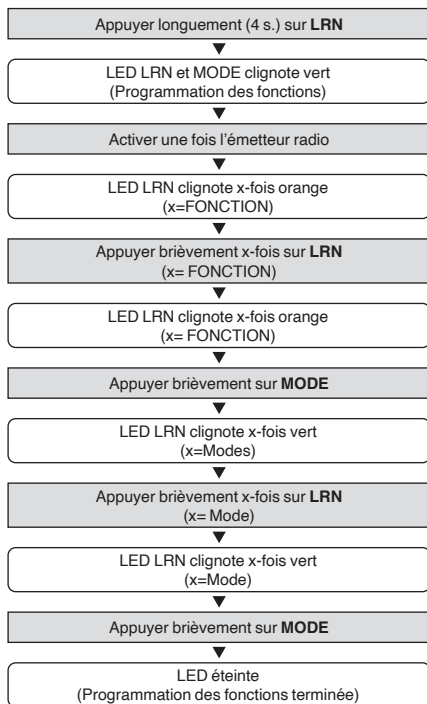 Appuyer longuement (4 s.) sur LRN
LED LRN et MODE clignote vert
(Programmation des fonctions)
Activer une fois l'émetteur radio
LED LRN clignote x-fois orange
(x=FONCTION)
Appuyer brièvement x-fois sur LRN
(x= FONCTION)
LED LRN clignote x-fois orange
(x= FONCTION)
Appuyer brièvement sur MODE
LED LRN clignote x-fois vert
(x=Modes)
Appuyer brièvement x-fois sur LRN
(x= Mode)
LED LRN clignote x-fois vert
(x=Mode)
Appuyer brièvement sur MODE
LED éteinte
(Programmation des fonctions terminée)